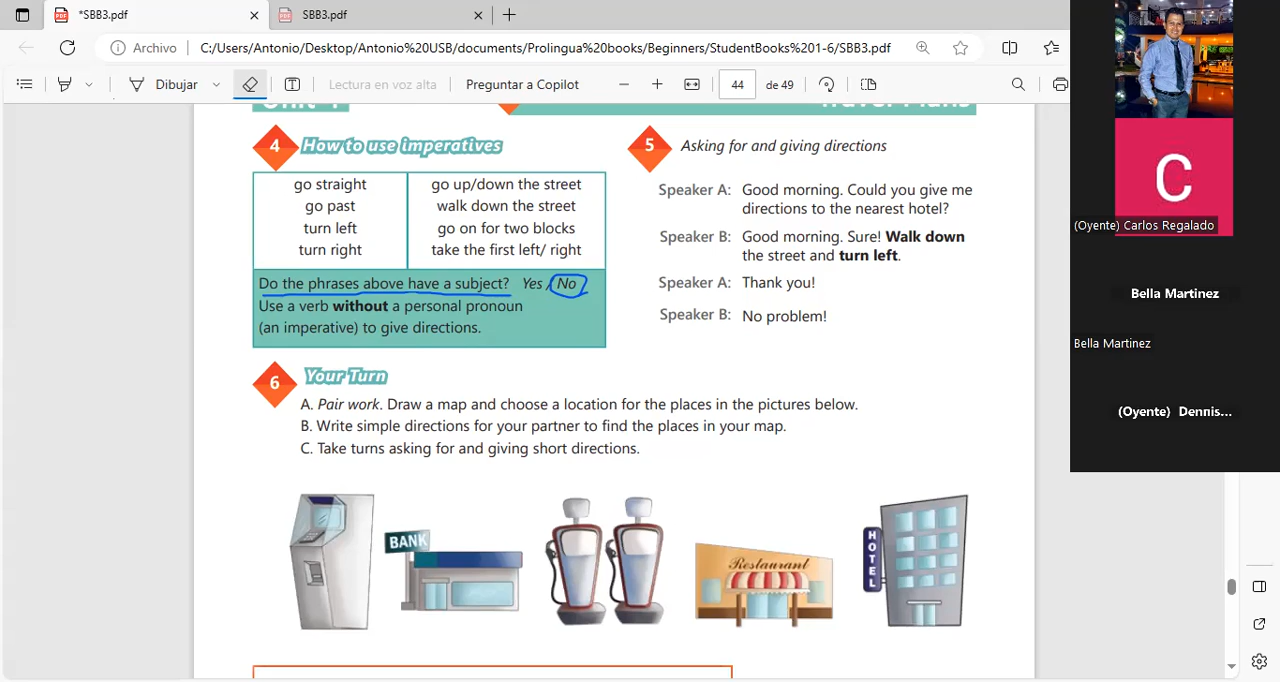 *SBB3.pdf
SBB3.pdf
Archivo
C:/Users/Antonio/Desktop/Antonio%20USB/documents/Prolingua%20books/Beginners/StudentBooks%201-6/SBB3.pdf
Dibujar
Lectura en voz alta
Preguntar a Copilot
44
de 49
4
How to use imperatives
go straight
go past
turn left
turn right
go up/down the street
walk down the street
go on for two blocks
take the first left/ right
Do the phrases above have a subject? Yes / No
Use a verb without a personal pronoun
(an imperative) to give directions.
5
Asking for and giving directions
Speaker A: Good morning. Could you give me
directions to the nearest hotel?
Speaker B: Good morning. Sure! Walk down
the street and turn left.
Speaker A: Thank you!
Speaker B: No problem!
6
Your Turn
A. Pair work. Draw a map and choose a location for the places in the pictures below.
B. Write simple directions for your partner to find the places in your map.
C. Take turns asking for and giving short directions.
BANK
Restaurant
HOTEL
C
(Oyente) Carlos Regalado
Bella Martinez
Bella Martinez
(Oyente) Dennis...